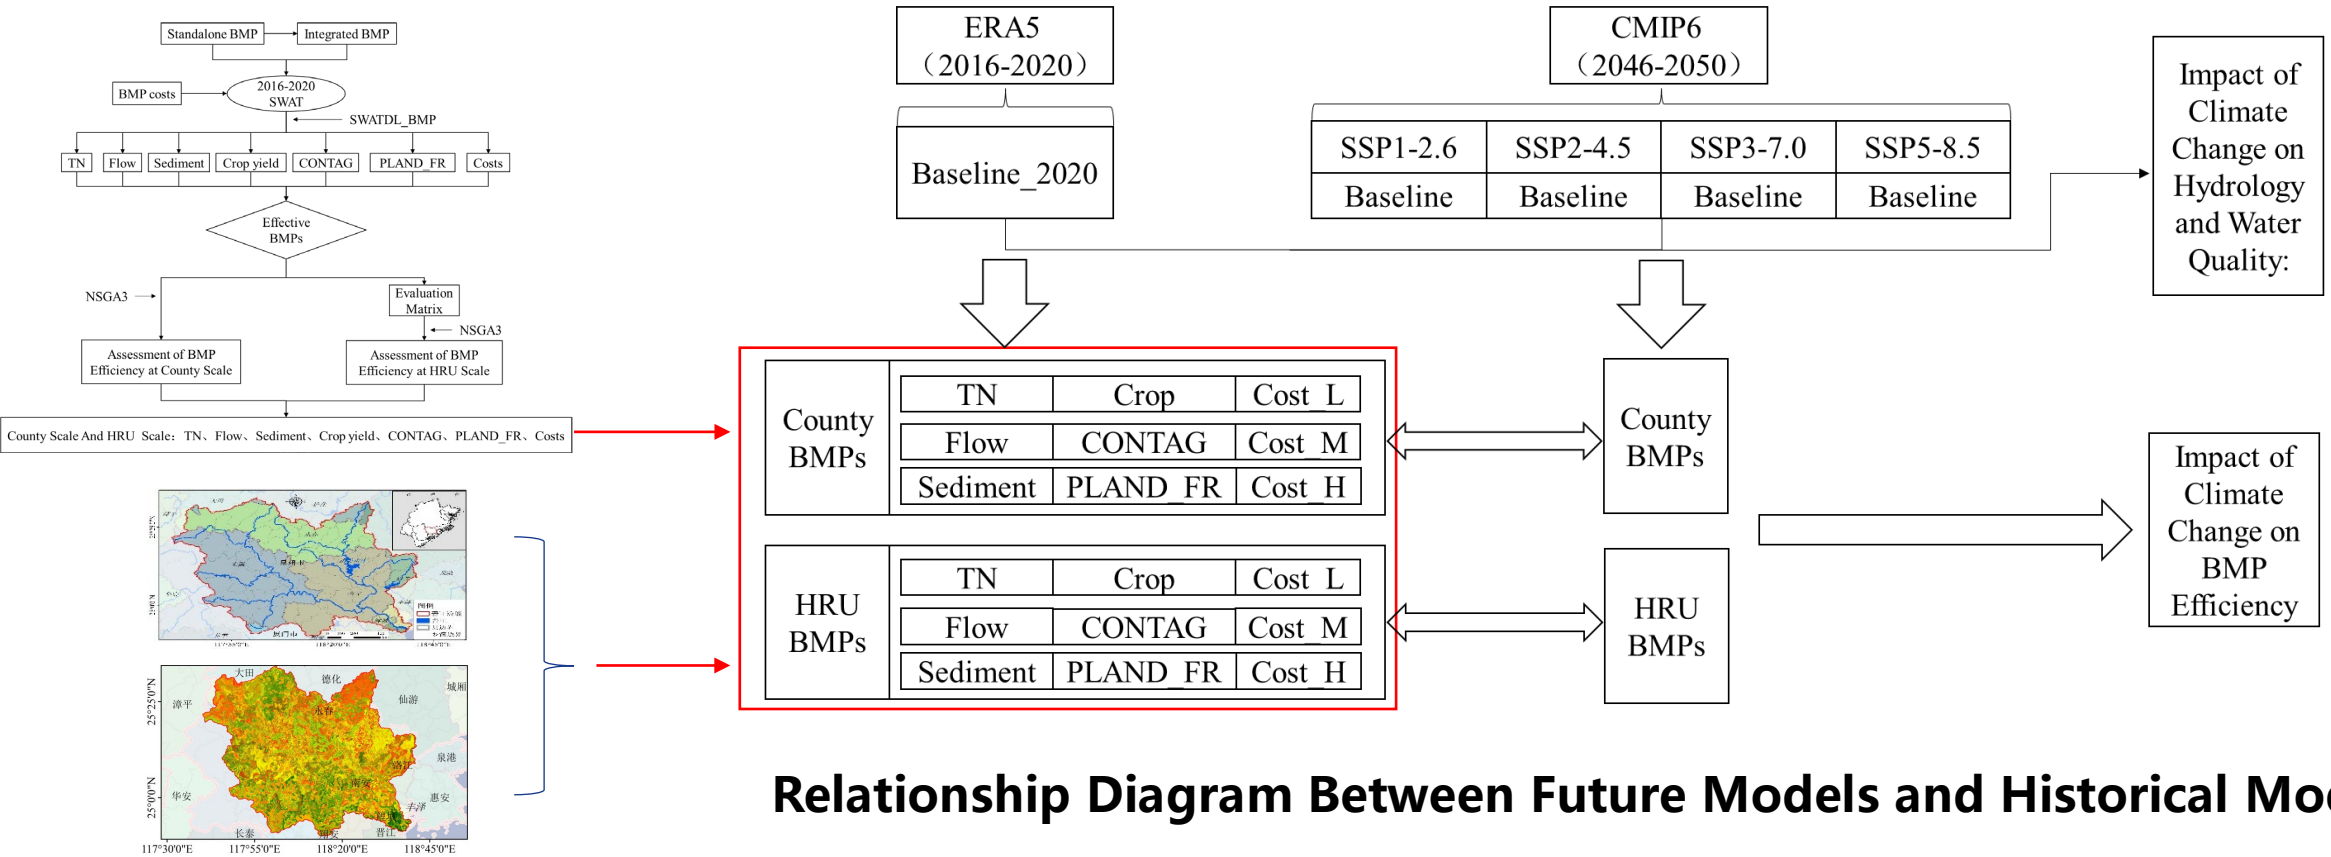 Standalone BMP
Integrated BMP
BMP costs
2016-2020
SWAT
SWATDL_BMP
TN
Flow
Sediment
Crop yield
CONTAG
PLAND_FR
Costs
Effective
BMPs
NSGA3
Evaluation
Matrix
NSGA3
Assessment of BMP
Efficiency at County Scale
Assessment of BMP
Efficiency at HRU Scale
County Scale And HRU Scale：TN、Flow、Sediment、Crop yield、CONTAG、PLAND_FR、Costs
ERA5
（2016-2020）
Baseline_2020
CMIP6
（2046-2050）
SSP1-2.6
SSP2-4.5
SSP3-7.0
SSP5-8.5
Baseline
Baseline
Baseline
Baseline
Impact of
Climate
Change on
Hydrology
and Water
Quality:
County
BMPs
TN
Crop
Cost_L
Flow
CONTAG
Cost_M
Sediment
PLAND_FR
Cost_H
HRU
BMPs
TN
Crop
Cost_L
Flow
CONTAG
Cost_M
Sediment
PLAND_FR
Cost_H
County
BMPs
HRU
BMPs
Impact of
Climate
Change on
BMP
Efficiency
厦门市
大田
德化
仙游
城厢
漳平
永春
泉港
洛江
南安
惠安
丰泽
华安
长泰
晋江
25°25'0"N
25°0'0"N
117°30'0"E
117°55'0"E
118°20'0"E
118°45'0"E
Relationship Diagram Between Future Models and Historical Mo